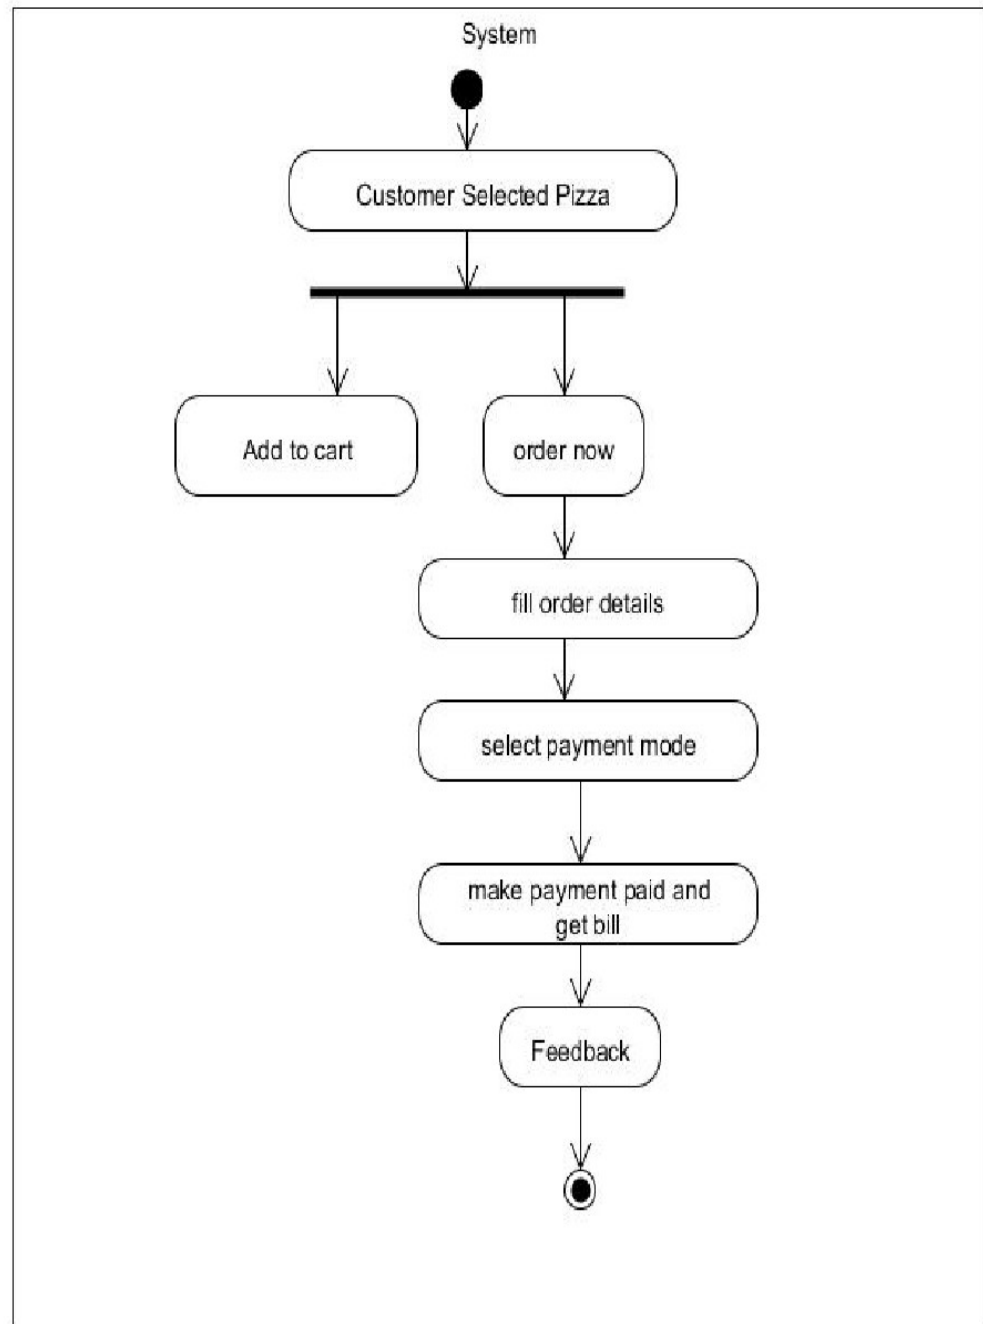 System
Customer Selected Pizza
Add to cart
order now
fill order details
select payment mode
make payment paid and
get bill
Feedback